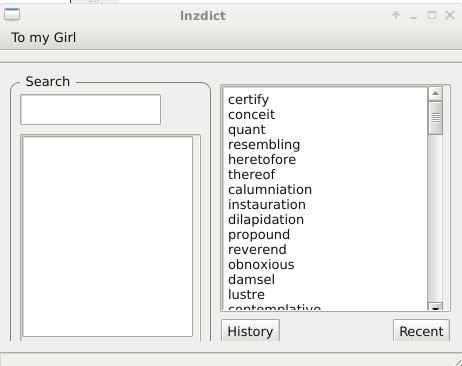 lnzdict
To my Girl
Search
certify
conceit
quant
resembling
heretofore
thereof
calumniation
instauration
dilapidation
propound
reverend
obnoxious
damsel
lustre
contemplative
History
Recent